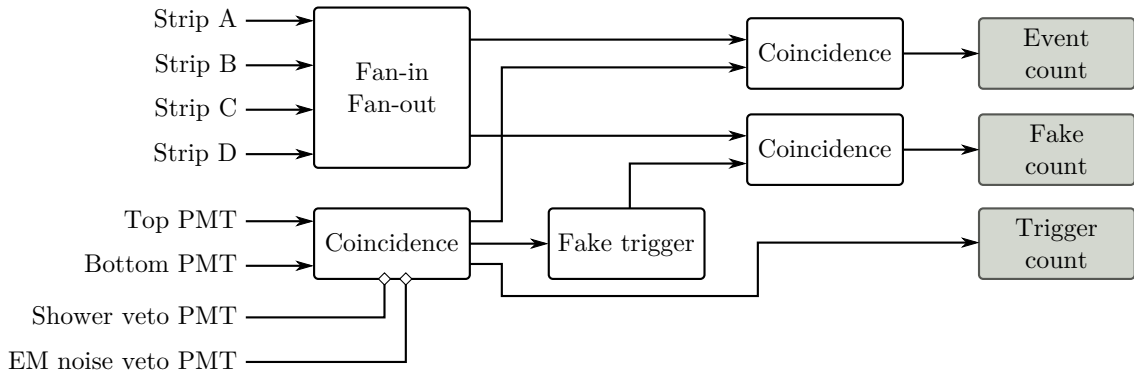 Strip A
Strip B
Strip C
Strip D
Fan-in
Fan-out
Coincidence
Event
count
Coincidence
Fake
count
Top PMT
Bottom PMT
Coincidence
Fake trigger
Trigger
count
Shower veto PMT
EM noise veto PMT